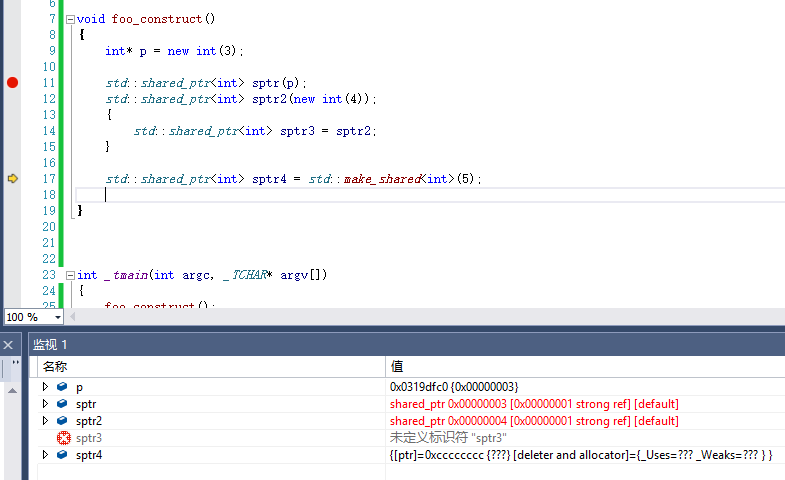 6
7 void foo_construct()
8 {
9 int* p = new int(3);
10
11 std::shared_ptr<int> sptr(p);
12 std::shared_ptr<int> sptr2(new int(4));
13 {
14 std::shared_ptr<int> sptr3 = sptr2;
15 }
16
17 std::shared_ptr<int> sptr4 = std::make_shared<int>(5);
18
19 }
20
21
22
23 int _tmain(int argc, _TCHAR* argv[])
24 {
25 foo_construct();
100 %
监视 1
名称 值
p 0x0319dfc0 {0x00000003}
sptr shared_ptr 0x00000003 [0x00000001 strong ref] [default]
sptr2 shared_ptr 0x00000004 [0x00000001 strong ref] [default]
sptr3 未定义标识符 "sptr3"
sptr4 {[ptr]=0xcccccccc {???} [deleter and allocator]={_Uses=??? _Weaks=??? } }